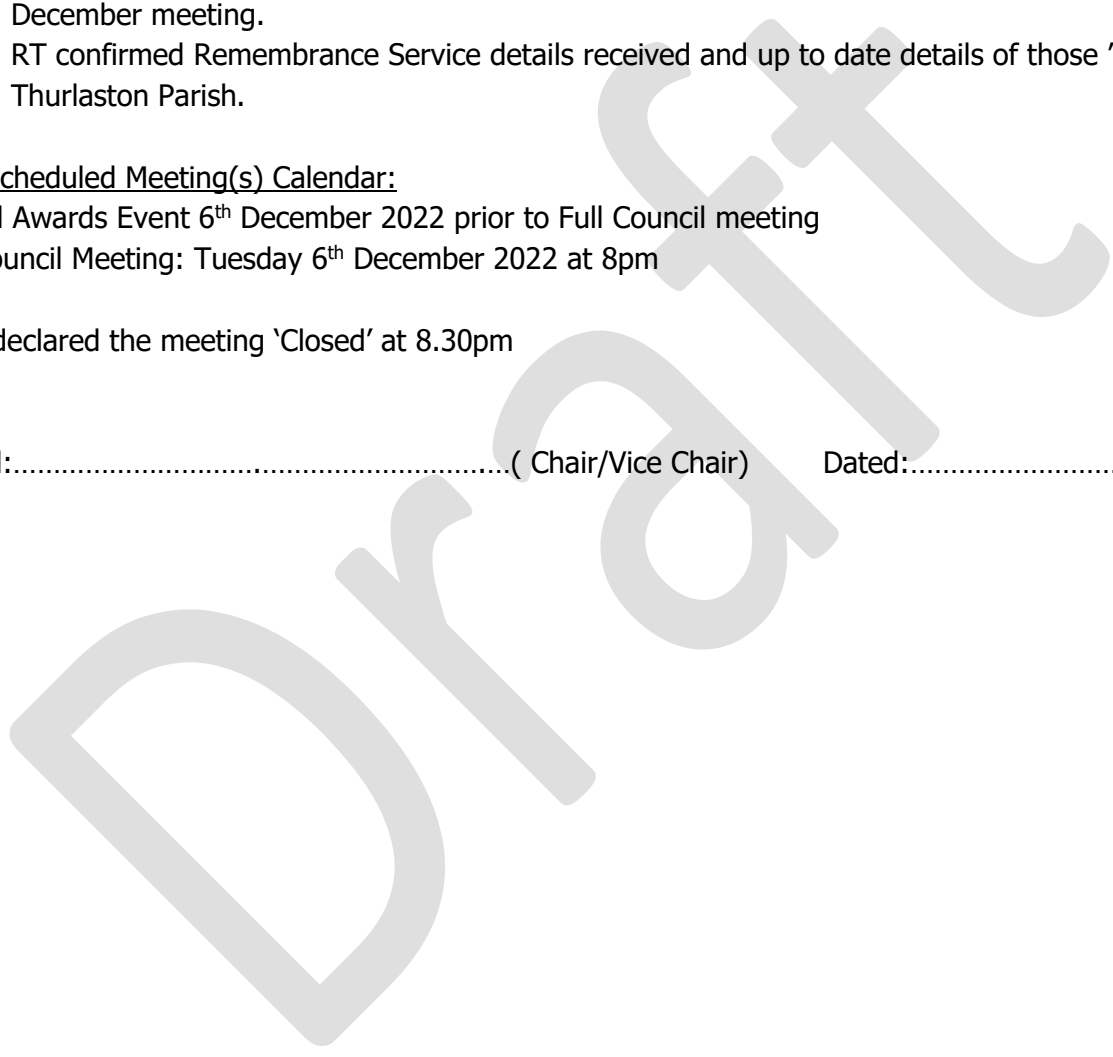 December meeting.
RT confirmed Remembrance Service details received and up to date details of those ‘
Thurlaston Parish.
cheduled Meeting(s) Calendar:
l Awards Event 6th December 2022 prior to Full Council meeting
ouncil Meeting: Tuesday 6th December 2022 at 8pm
declared the meeting ‘Closed’ at 8.30pm
l:…………………………………………………( Chair/Vice Chair) Dated:……………………
Draft